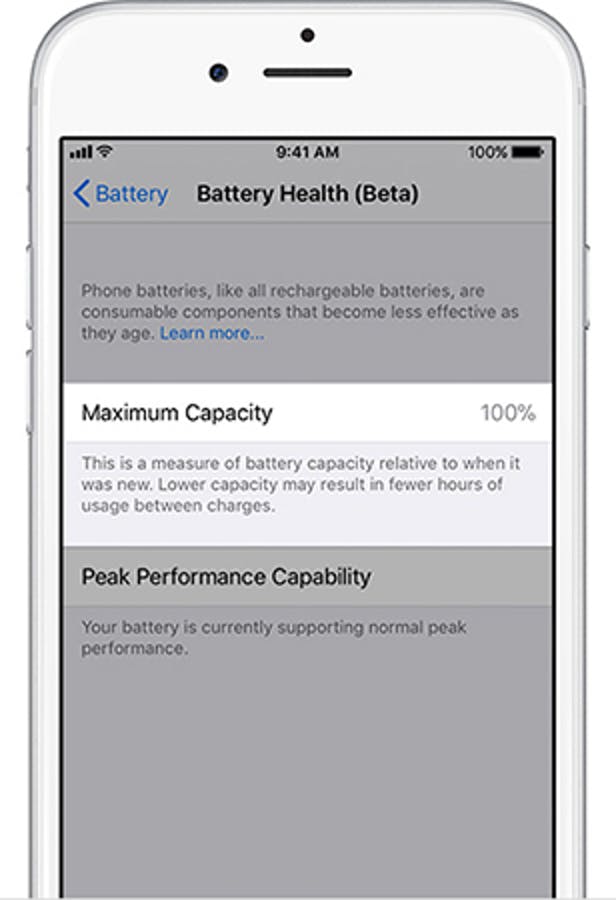 9:41 AM 100%
Battery Battery Health (Beta)
Phone batteries, like all rechargeable batteries, are
consumable components that become less effective as
they age. Learn more...
Maximum Capacity 100%
This is a measure of battery capacity relative to when it
was new. Lower capacity may result in fewer hours of
usage between charges.
Peak Performance Capability
Your battery is currently supporting normal peak
performance.